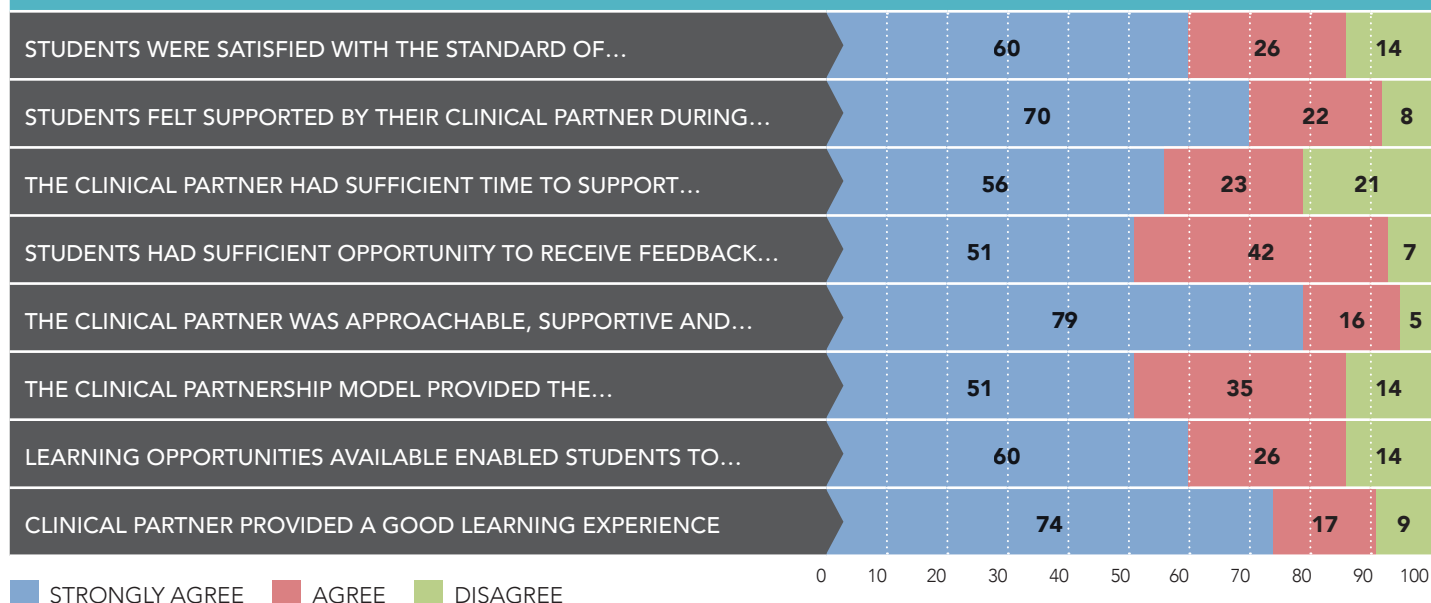 STUDENTS WERE SATISFIED WITH THE STANDARD OF… 60 26 14
STUDENTS FELT SUPPORTED BY THEIR CLINICAL PARTNER DURING… 70 22 8
THE CLINICAL PARTNER HAD SUFFICIENT TIME TO SUPPORT… 56 23 21
STUDENTS HAD SUFFICIENT OPPORTUNITY TO RECEIVE FEEDBACK… 51 42 7
THE CLINICAL PARTNER WAS APPROACHABLE, SUPPORTIVE AND… 79 16 5
THE CLINICAL PARTNERSHIP MODEL PROVIDED THE… 51 35 14
LEARNING OPPORTUNITIES AVAILABLE ENABLED STUDENTS TO… 60 26 14
CLINICAL PARTNER PROVIDED A GOOD LEARNING EXPERIENCE 74 17 9
0 10 20 30 40 50 60 70 80 90 100
STRONGLY AGREE AGREE DISAGREE